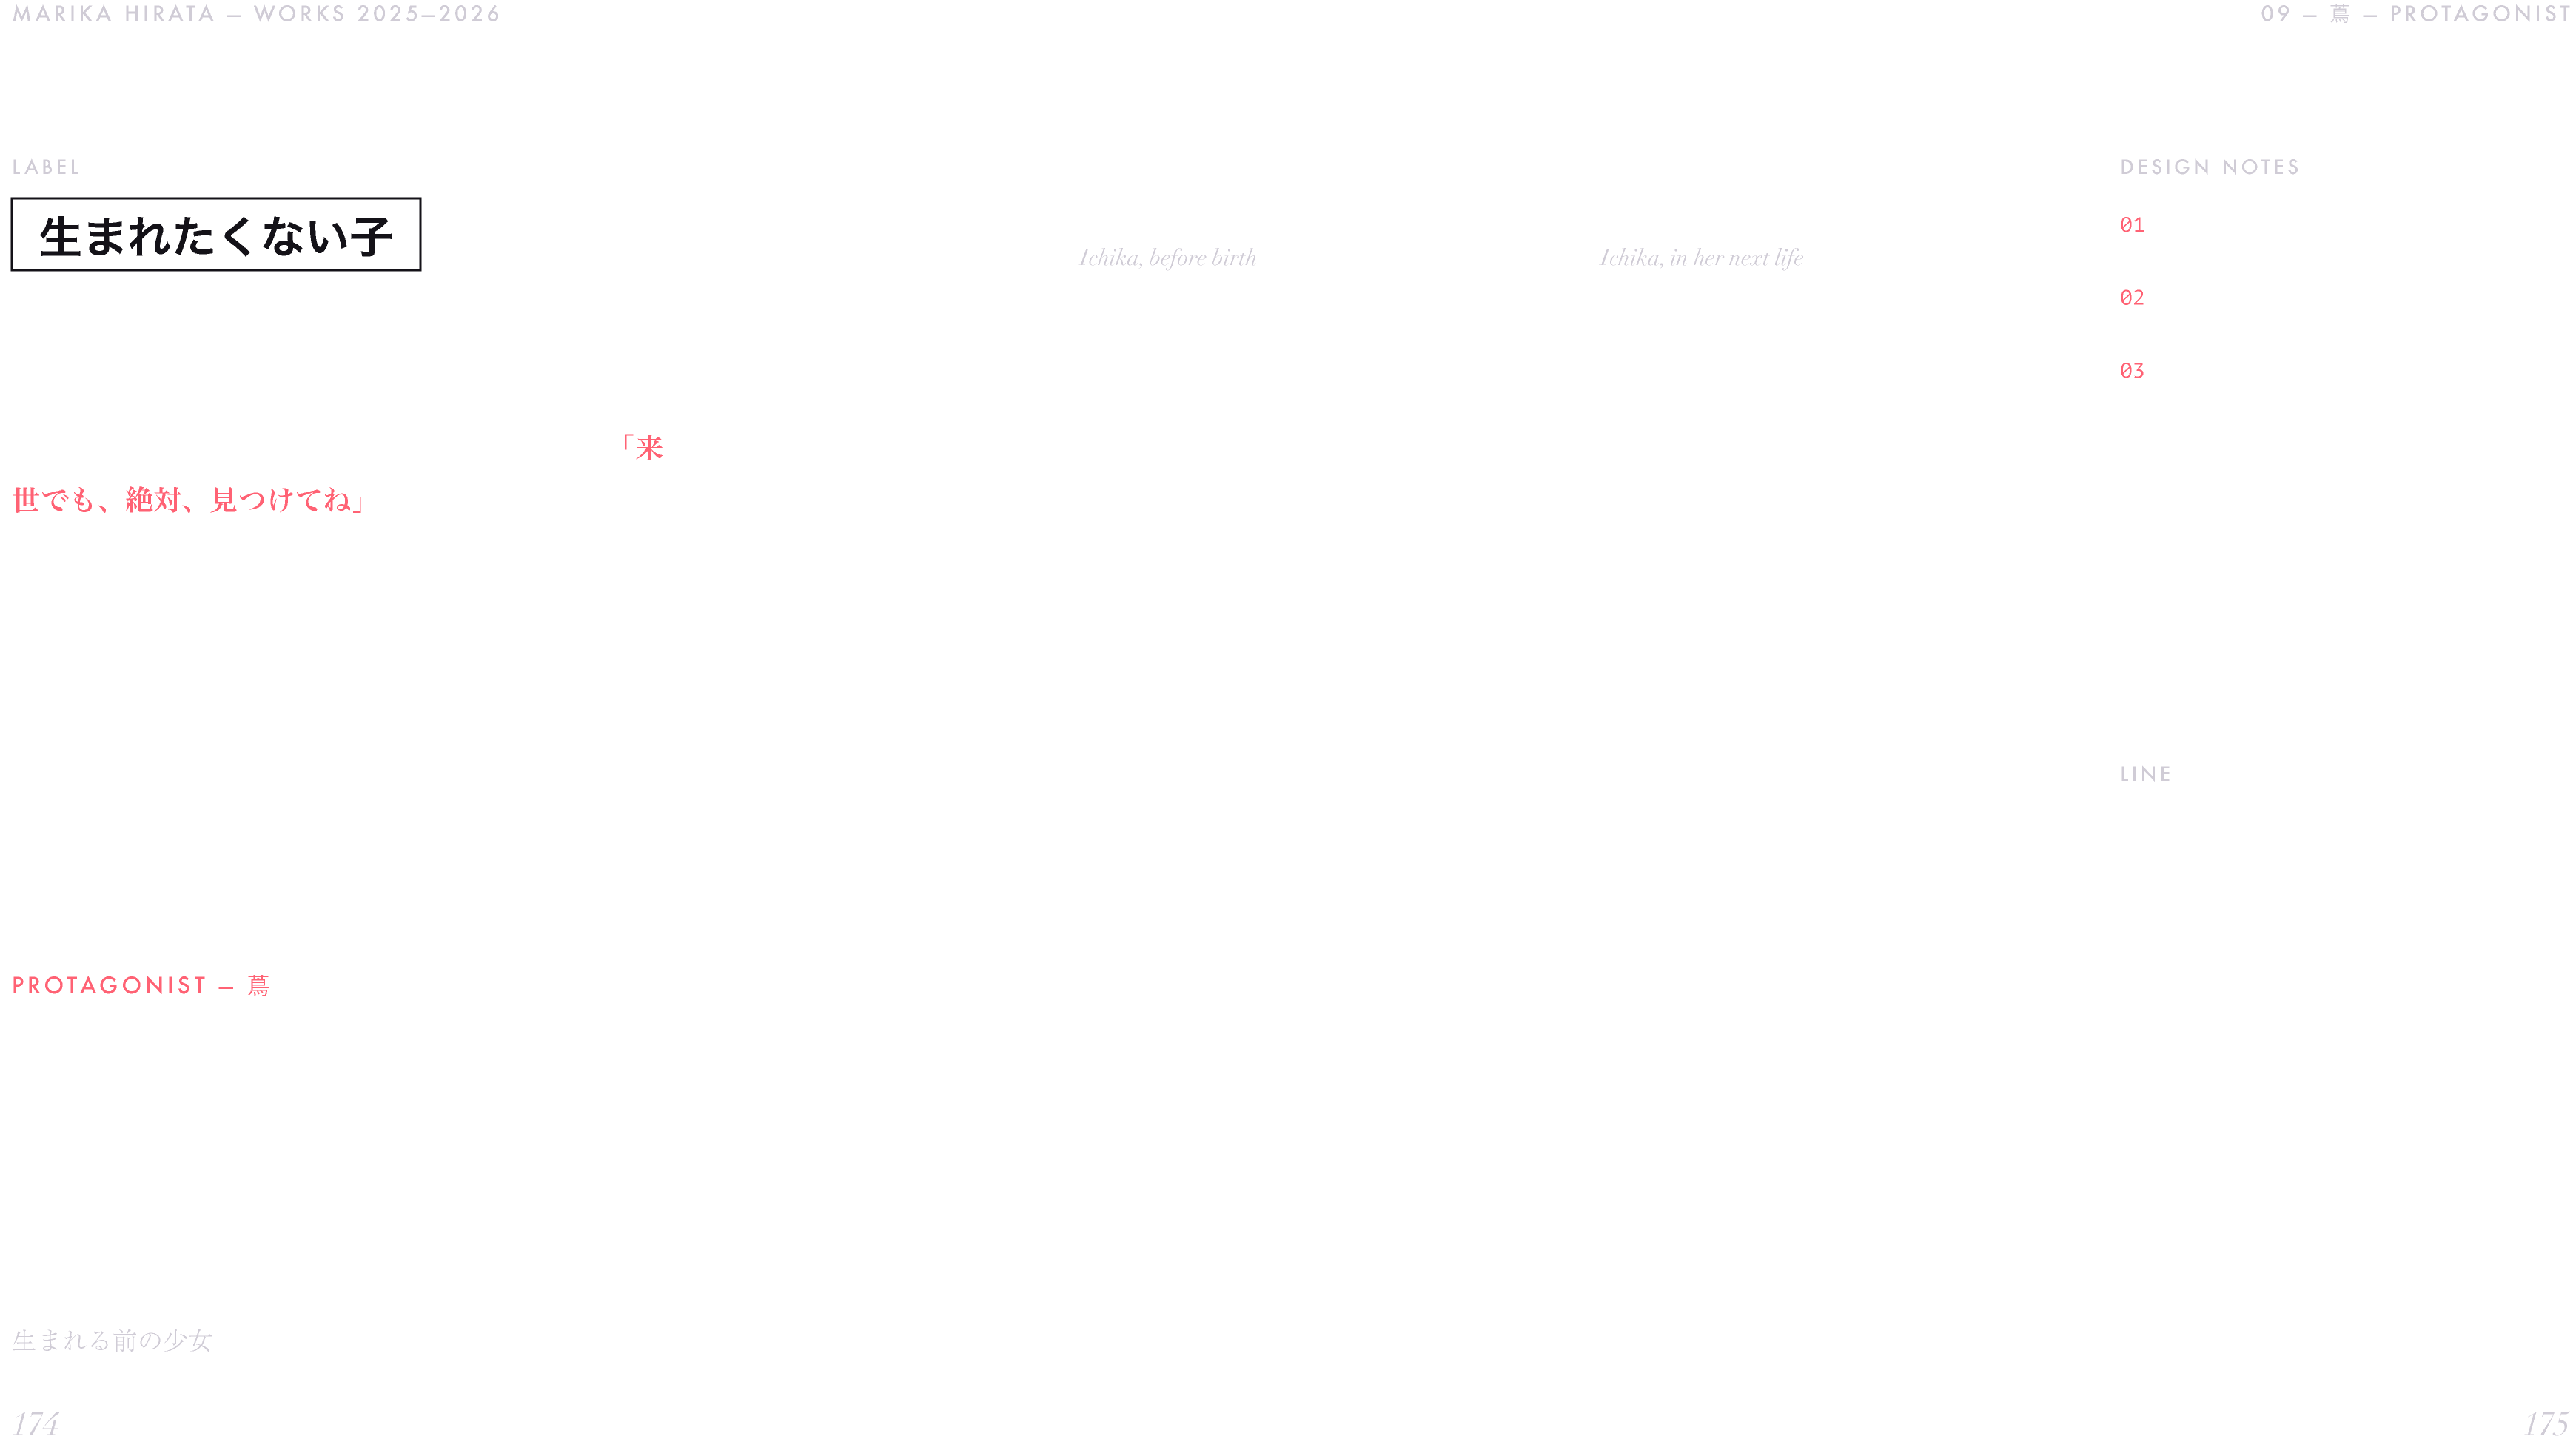 MARIKA HIRATA — WORKS 2025—2026
09 — 蔦 — PROTAGONIST
LABEL
生まれたくない子
「来
世でも、絶対、見つけてね」
PROTAGONIST — 蔦
生まれる前の少女
174
Ichika, before birth
Ichika, in her next life
DESIGN NOTES
01
02
03
LINE
175